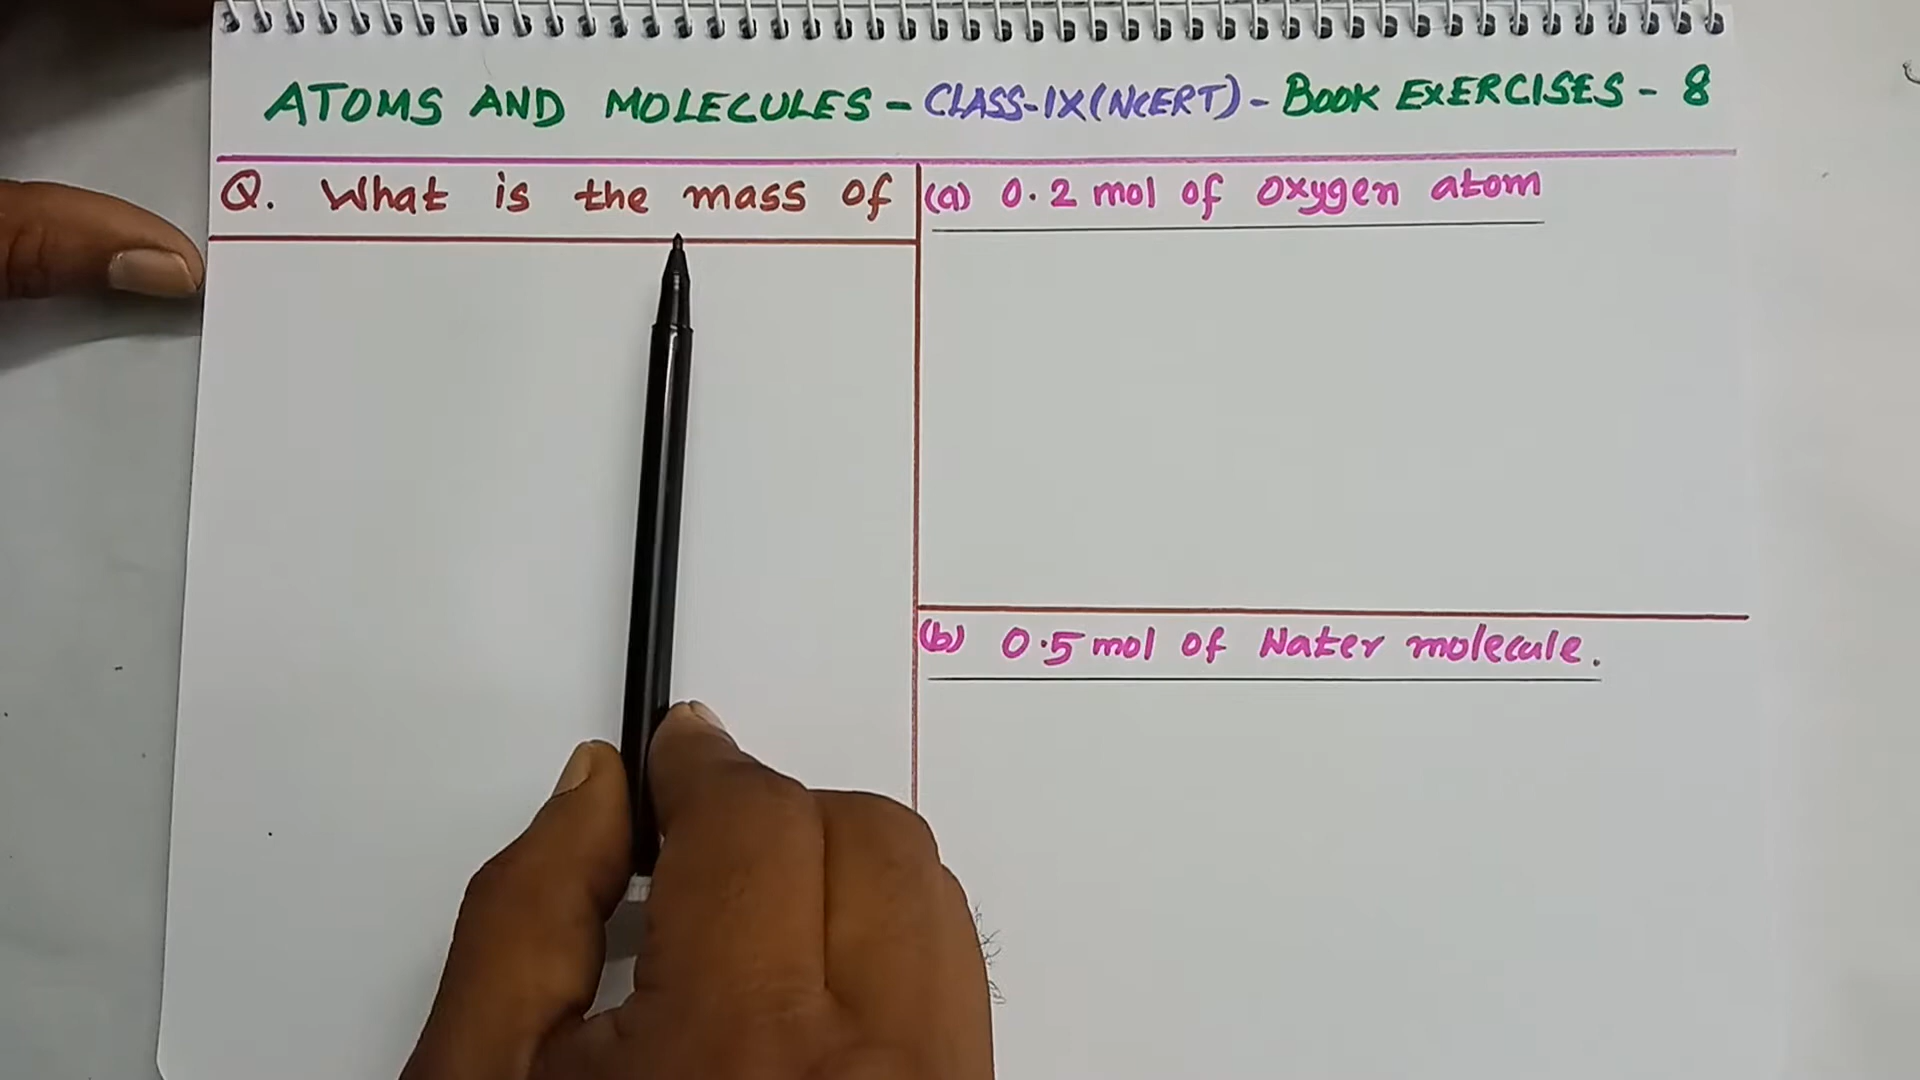 ATOMS AND MOLECULES - CLASS-IX(NCERT) - BOOK EXERCISES - 8
Q. What is the mass of
(a) 0.2 mol of Oxygen atom
(b) 0.5 mol of Water molecule.